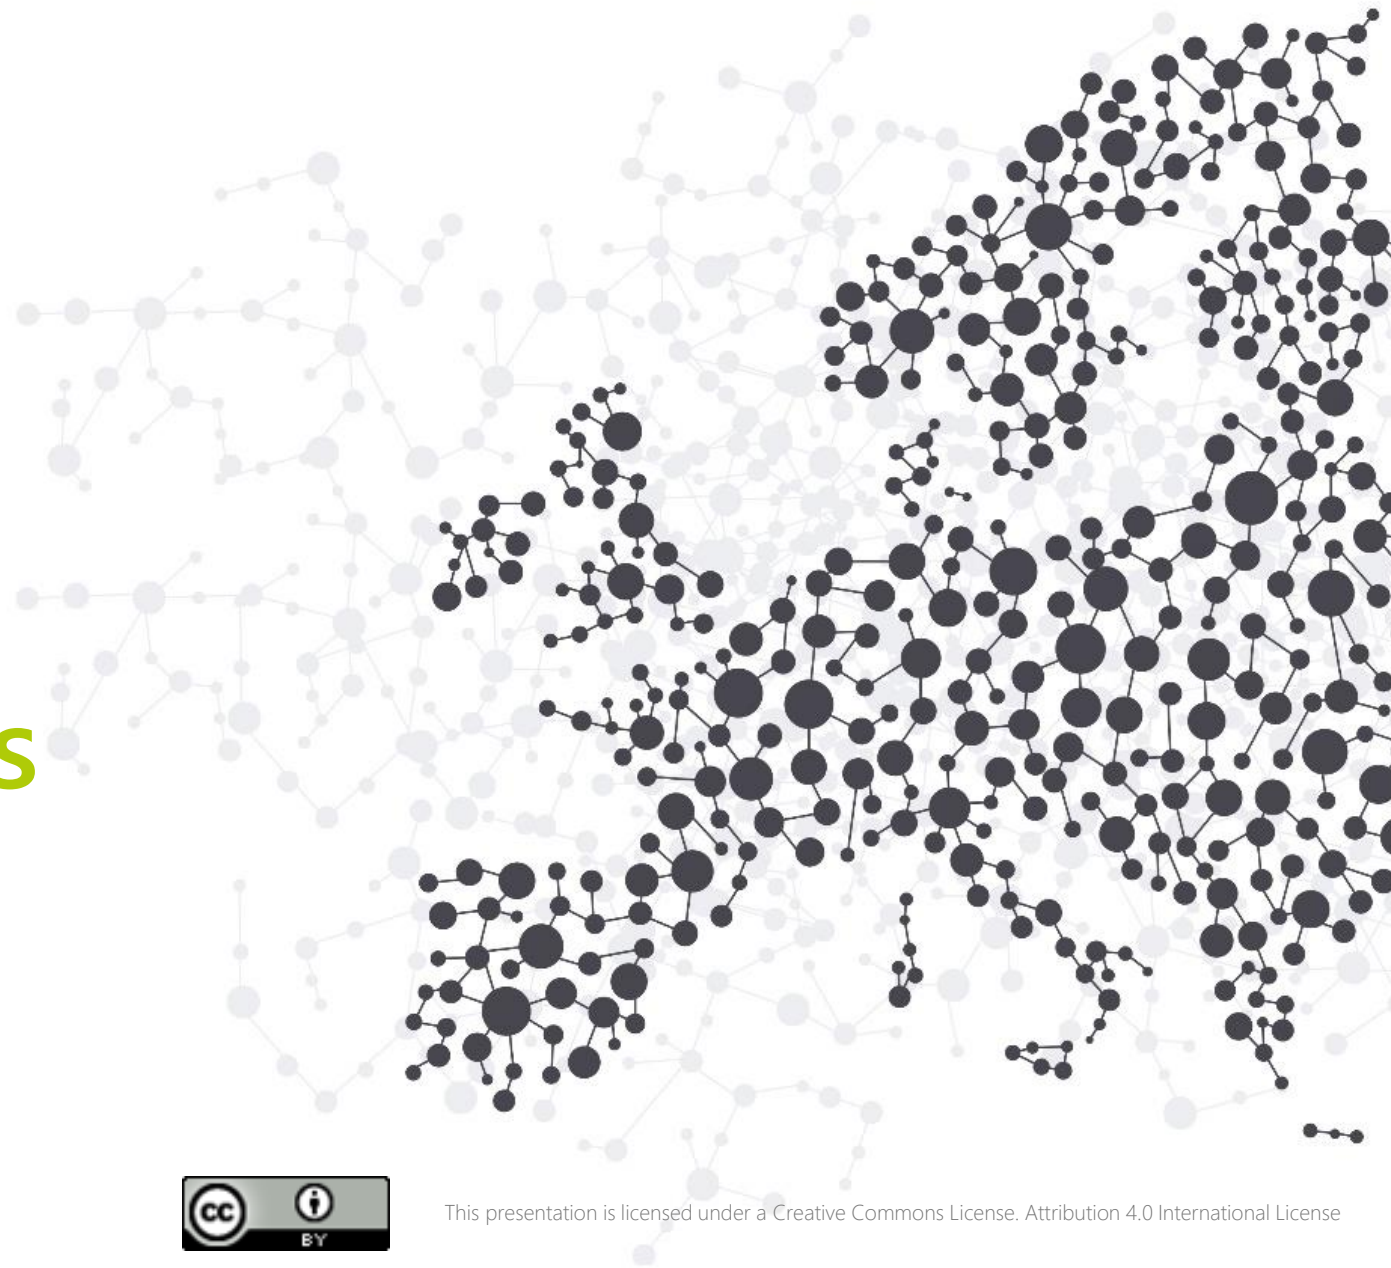 s
cc
BY
This presentation is licensed under a Creative Commons License. Attribution 4.0 International License